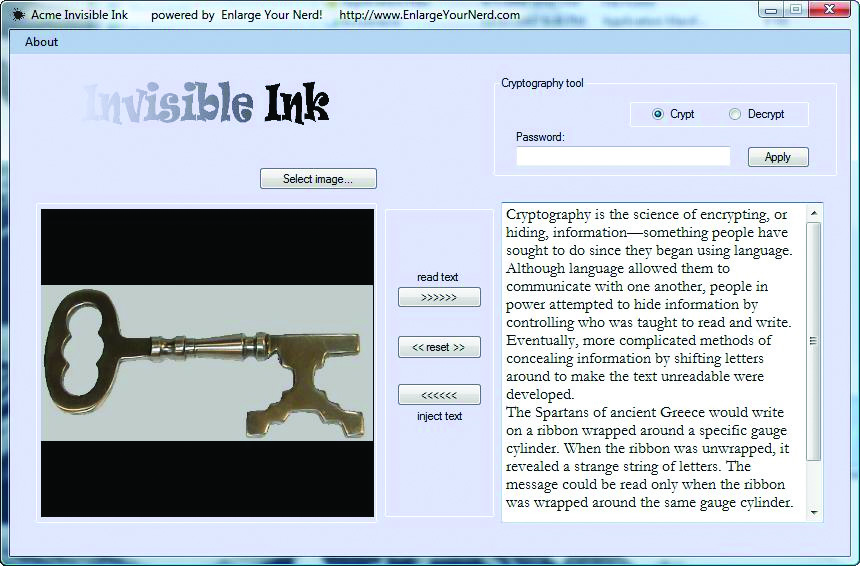 Acme Invisible Ink powered by Enlarge Your Nerd! http://www.EnlargeYourNerd.com
About
Invisible Ink
Cryptography tool
Crypt Decrypt
Password:
Apply
Select image...
read text
>>>>>>
<< reset >>
<<<<<<
inject text
Cryptography is the science of encrypting, or
hiding, information—something people have
sought to do since they began using language.
Although language allowed them to
communicate with one another, people in
power attempted to hide information by
controlling who was taught to read and write.
Eventually, more complicated methods of
concealing information by shifting letters
around to make the text unreadable were
developed.
The Spartans of ancient Greece would write
on a ribbon wrapped around a specific gauge
cylinder. When the ribbon was unwrapped, it
revealed a strange string of letters. The
message could be read only when the ribbon
was wrapped around the same gauge cylinder.